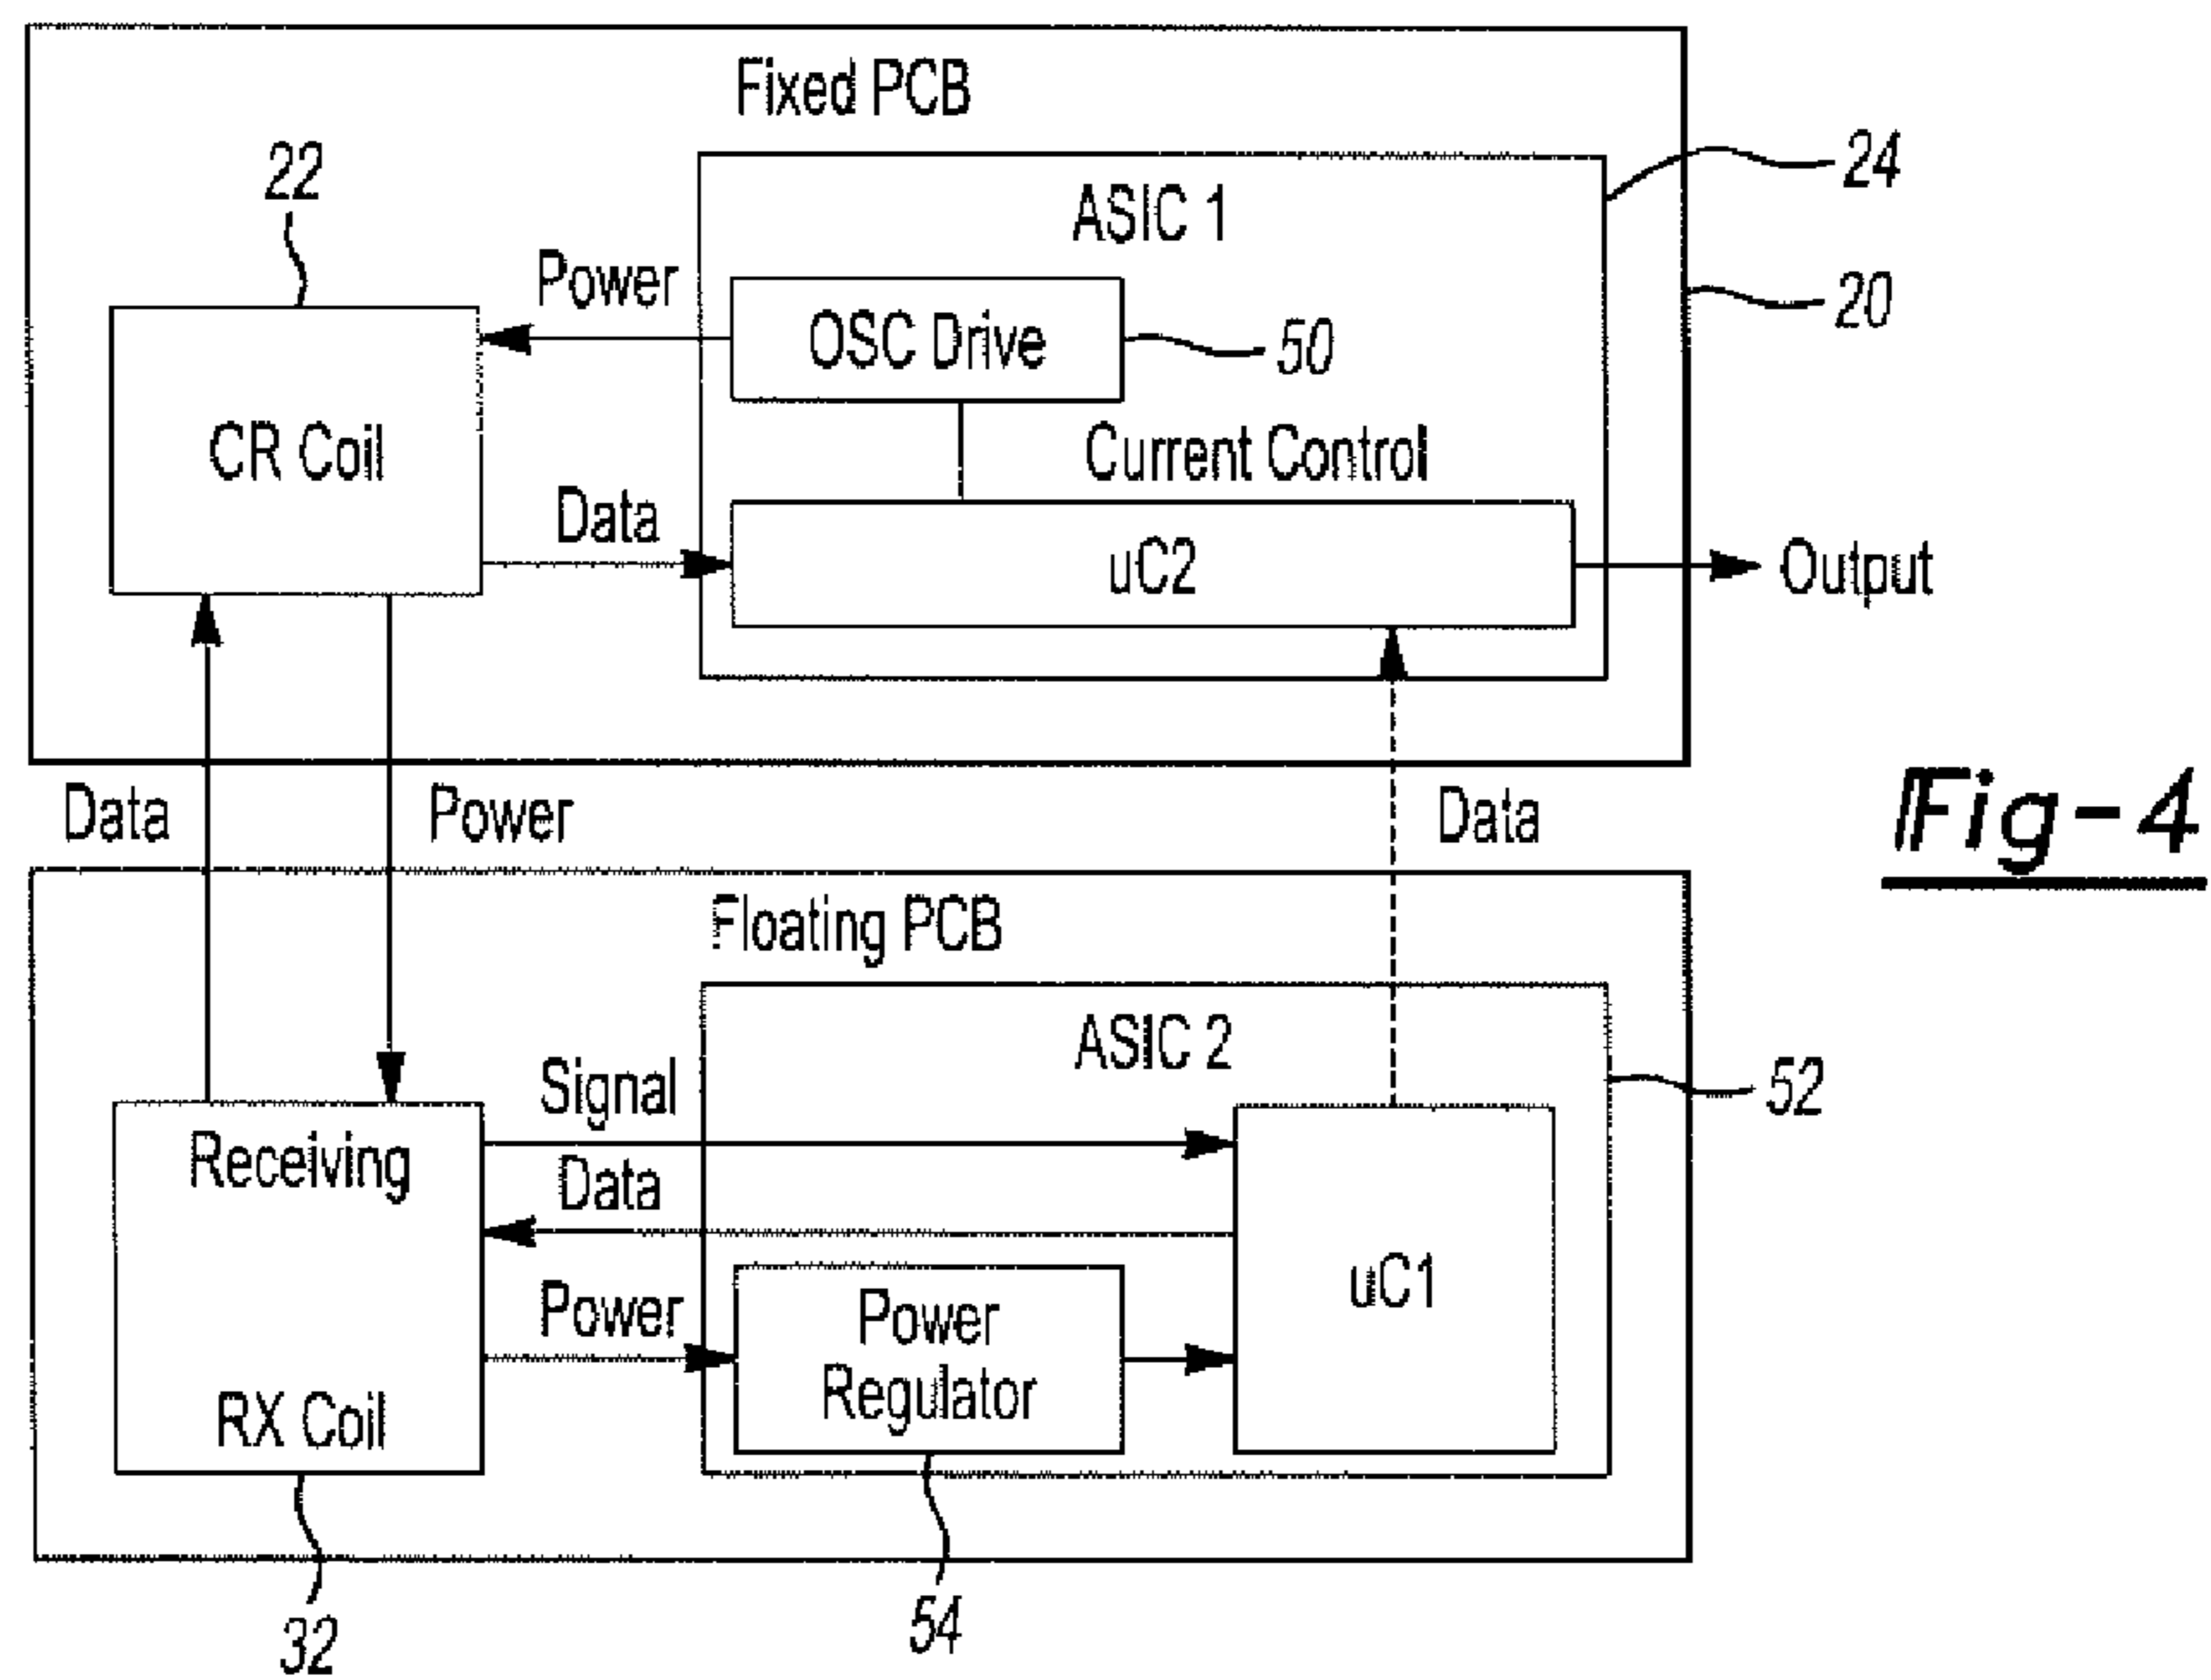 Fixed PCB
22
24
ASIC 1
Power
OSC Drive
50
20
CR Coil
Current Control
Data
uC2
Output
Data
Power
Data
Fig-4
Floating PCB
ASIC 2
Signal
52
Receiving
Data
uC1
Power
Power
Regulator
RX Coil
32
54